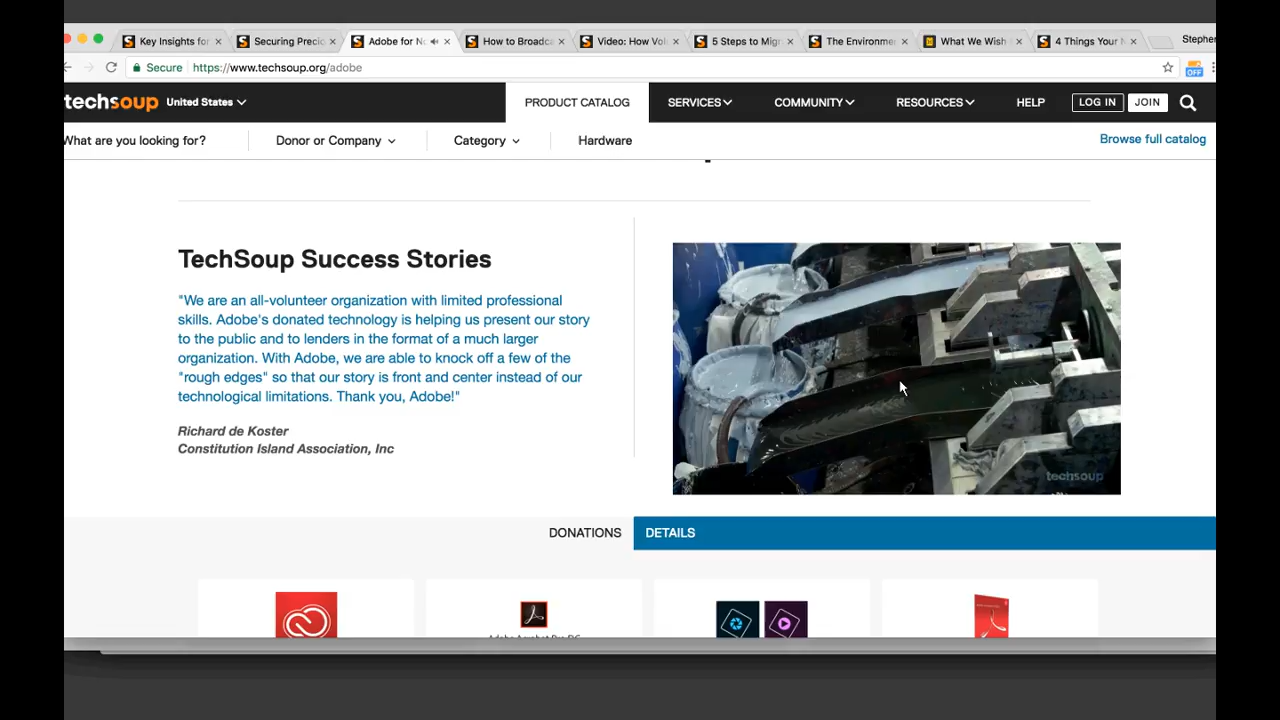 Key Insights for
Securing Precio
Adobe for No
How to Broadca
Video: How Vol
5 Steps to Migr
The Environme
What We Wish
4 Things Your N
Stephen
Secure https://www.techsoup.org/adobe
OFF
techsoup United States PRODUCT CATALOG SERVICES COMMUNITY RESOURCES HELP LOG IN JOIN
What are you looking for? Donor or Company Category Hardware Browse full catalog
TechSoup Success Stories
"We are an all-volunteer organization with limited professional
skills. Adobe's donated technology is helping us present our story
to the public and to lenders in the format of a much larger
organization. With Adobe, we are able to knock off a few of the
"rough edges" so that our story is front and center instead of our
technological limitations. Thank you, Adobe!"
Richard de Koster
Constitution Island Association, Inc
techsoup
DONATIONS DETAILS
Adobe Acrobat Pro DC